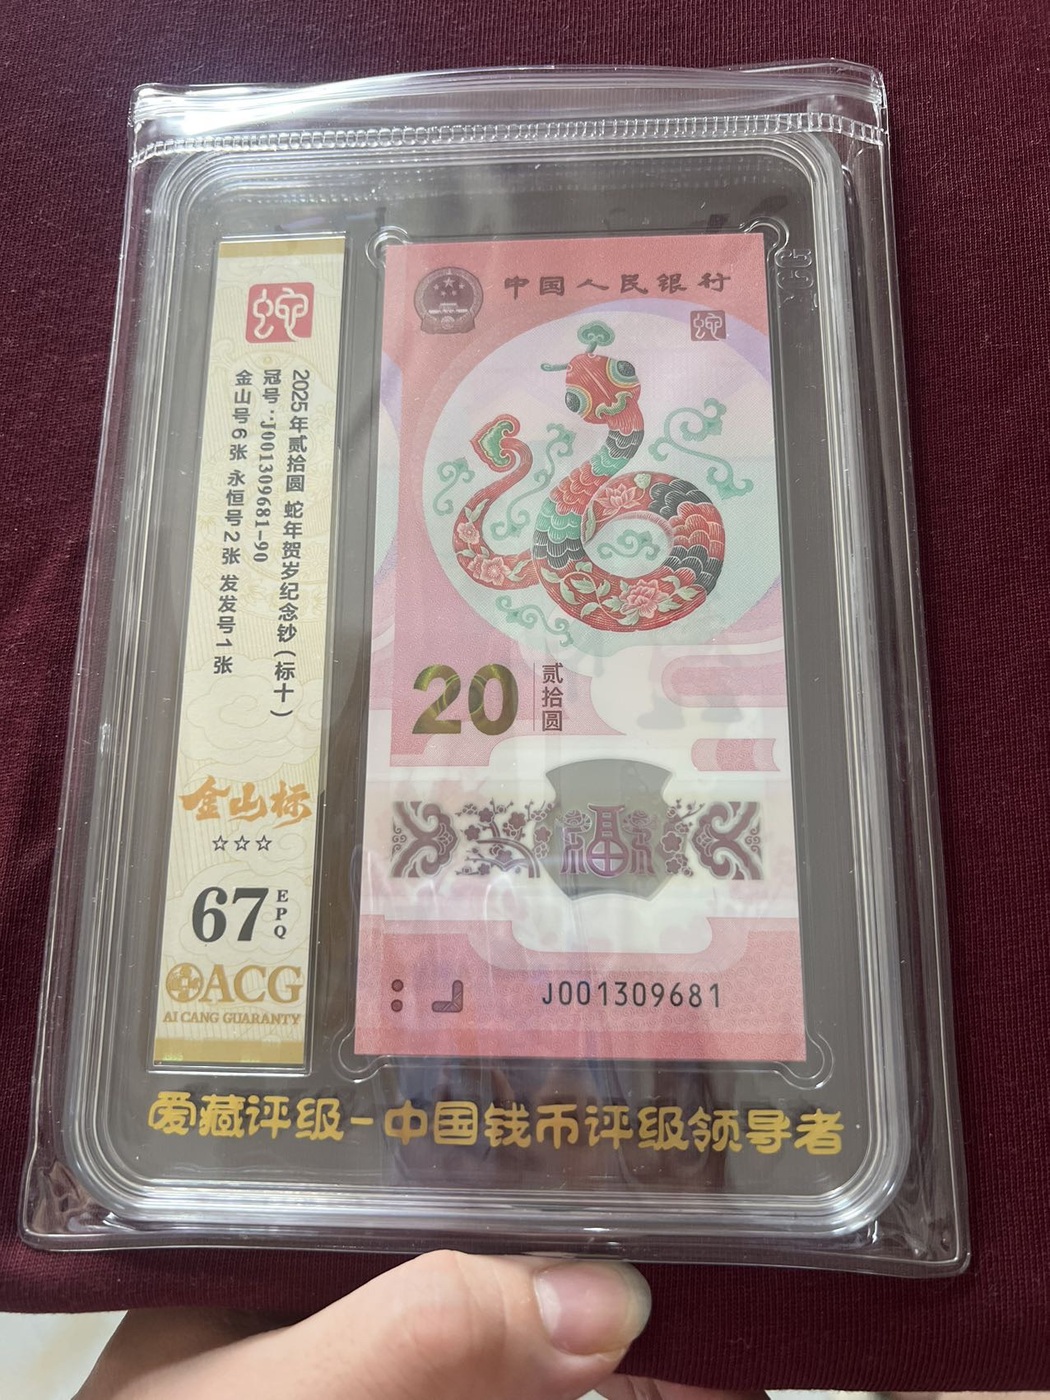 蛇
2025年贰拾圆 蛇年贺岁纪念钞(标十)
冠号:J001309681-90
金山号6张 永恒号2张 发发号1张
金山标
☆☆☆
67 EPQ
ACG
AI CANG GUARANTY
中国人民银行
蛇
20 贰拾圆
福
J001309681
爱藏评级-中国钱币评级领导者